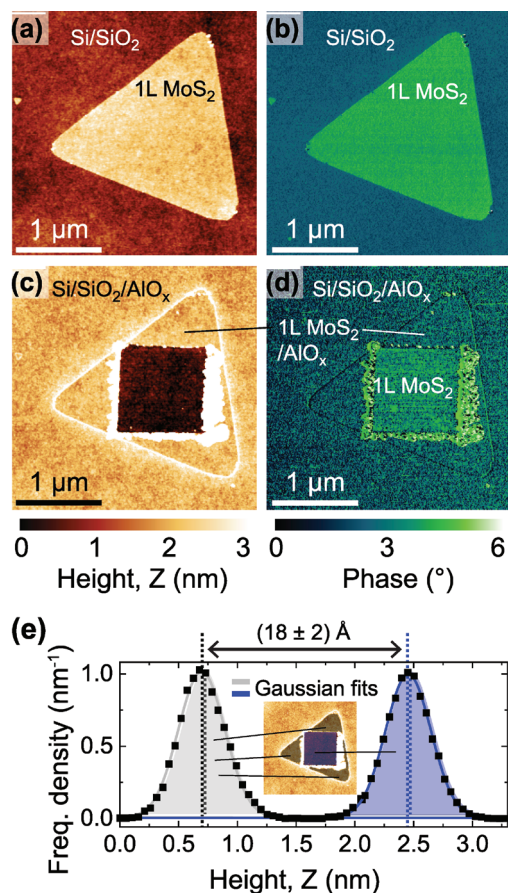 (a)
Si/SiO₂
1L MoS₂
1 μm
(b)
Si/SiO₂
1L MoS₂
1 μm
(c)
Si/SiO₂/AlOₓ
1 μm
(d)
Si/SiO₂/AlOₓ
1L MoS₂
/AlOₓ
1L MoS₂
1 μm
0 1 2 3
Height, Z (nm)
0 6
Phase (°)
(e)
(18 ± 2) Å
Gaussian fits
1.0
0.5
0.0
Freq. density (nm⁻¹)
0.0 0.5 1.0 1.5 2.0 2.5 3.0
Height, Z (nm)